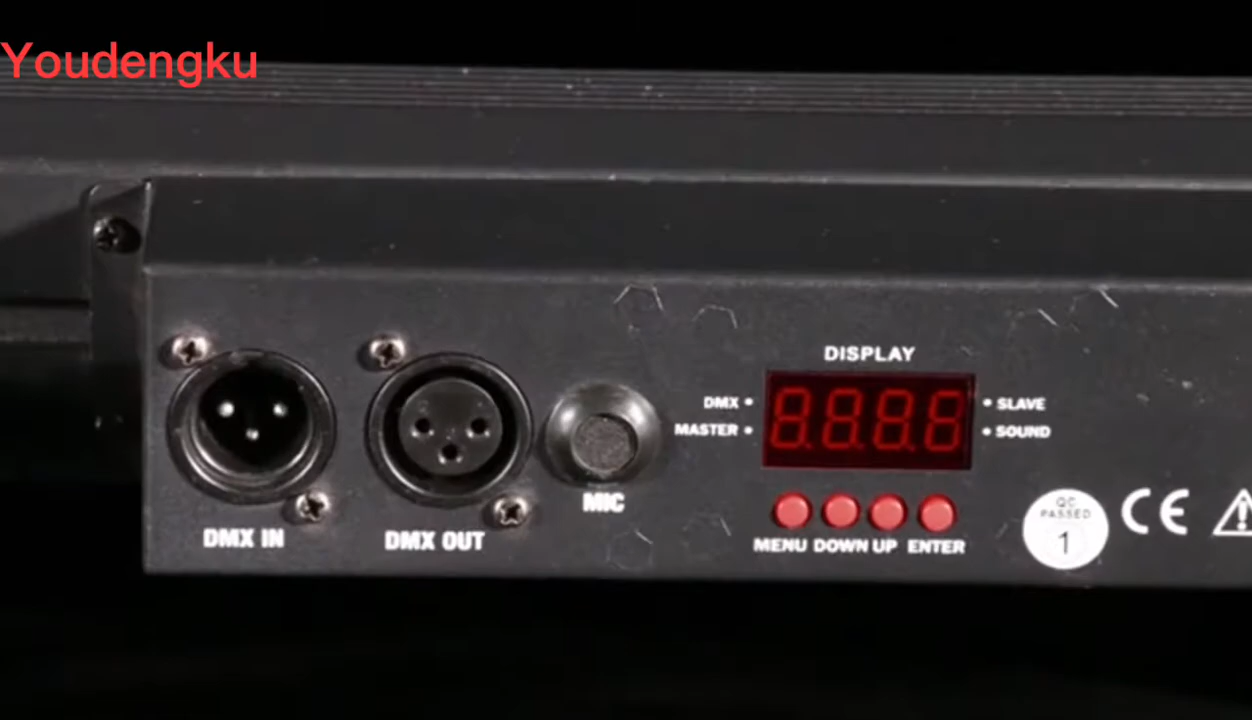 Youdengku
DISPLAY
DMX
MASTER
8.8.8.8
SLAVE
SOUND
MIC
DMX IN
DMX OUT
MENU DOWN UP ENTER
QC
PASSED
1
CE